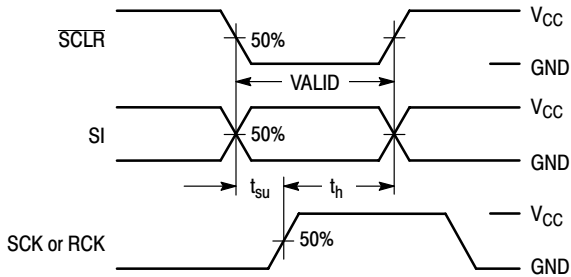 V_CC
SCLR
50%
GND
VALID
V_CC
SI
50%
GND
t_su
t_h
V_CC
SCK or RCK
50%
GND